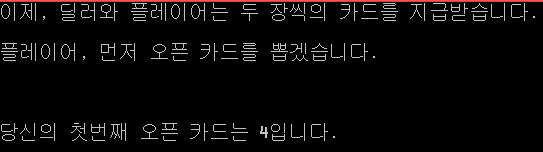 이제, 딜러와 플레이어는 두 장씩의 카드를 지급받습니다.
플레이어, 먼저 오픈 카드를 뽑겠습니다.
당신의 첫번째 오픈 카드는 4입니다.